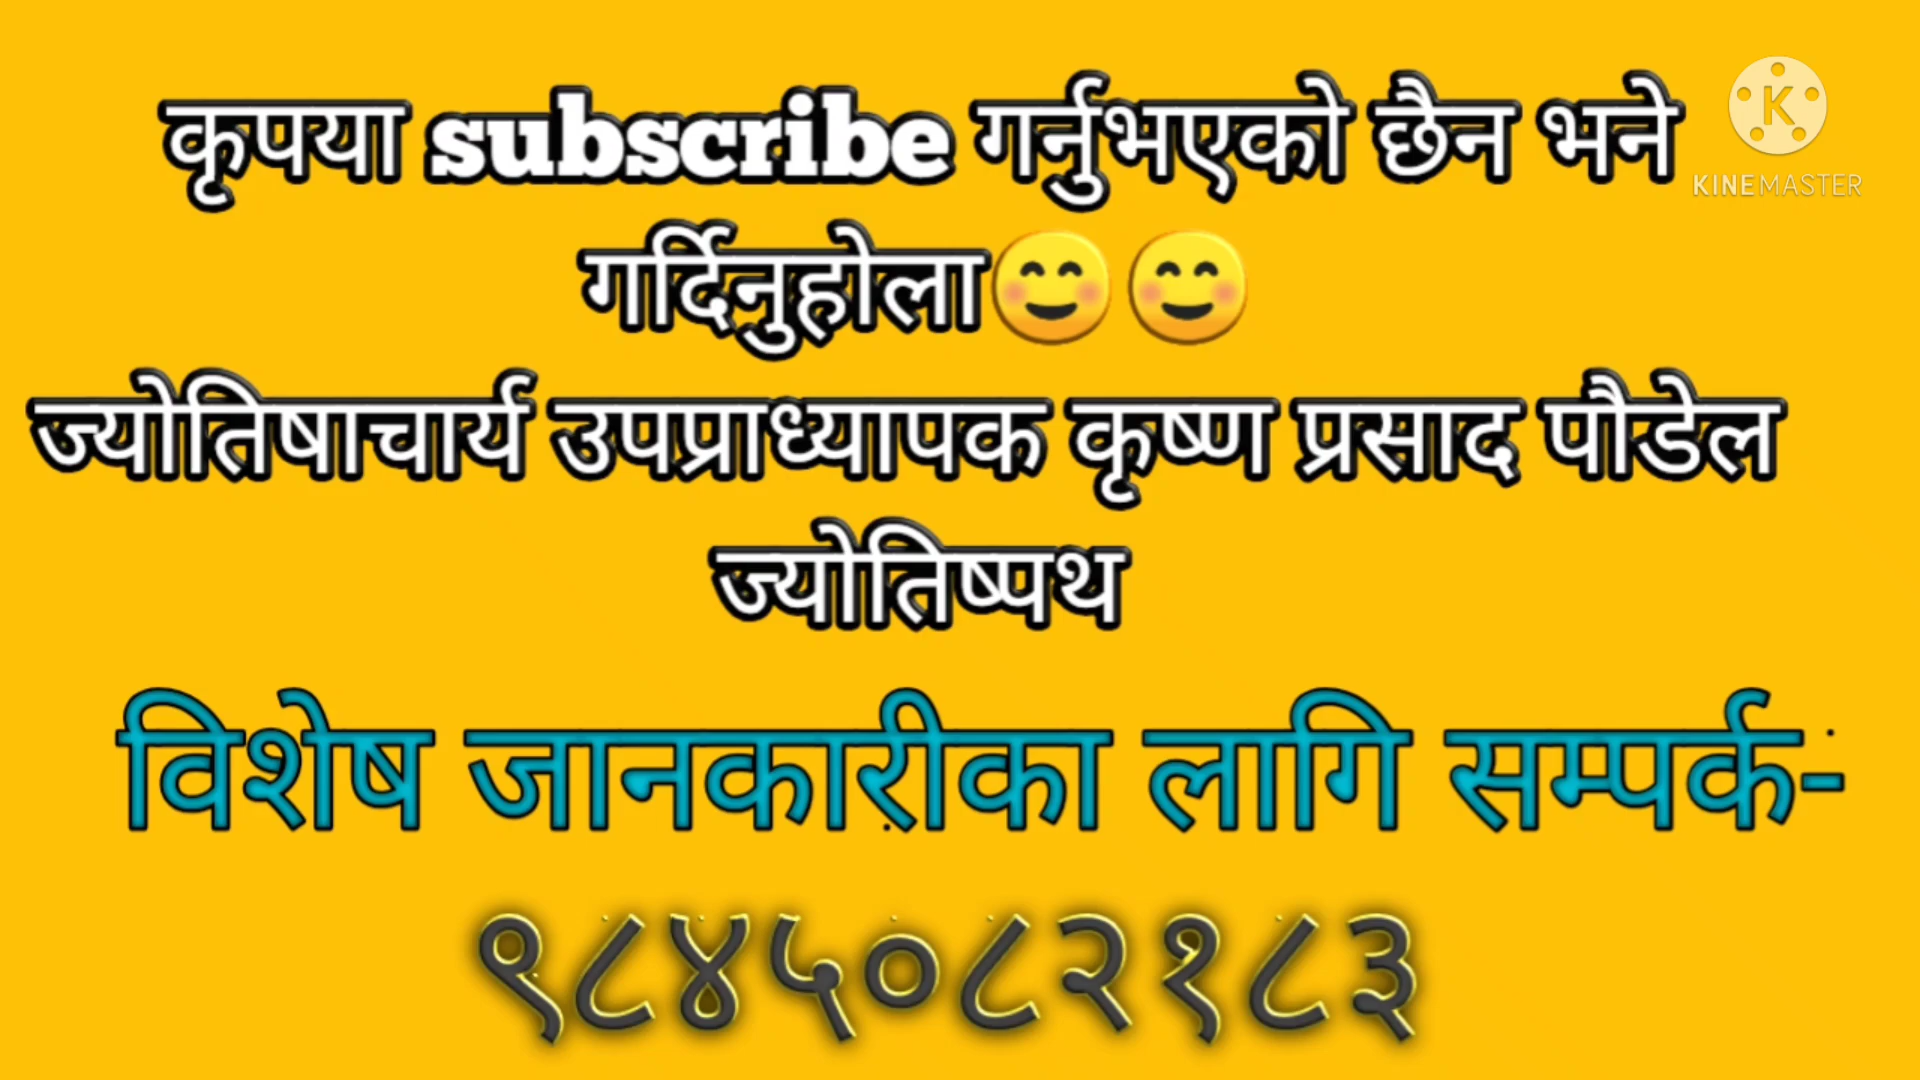 कृपया subscribe गर्नुभएको छैन भने
गर्दिनुहोला😊😊
ज्योतिषाचार्य उपप्राध्यापक कृष्ण प्रसाद पौडेल
ज्योतिष्पथ
विशेष जानकारीका लागि सम्पर्क-
९८४५०८२१८३
K
KINEMASTER